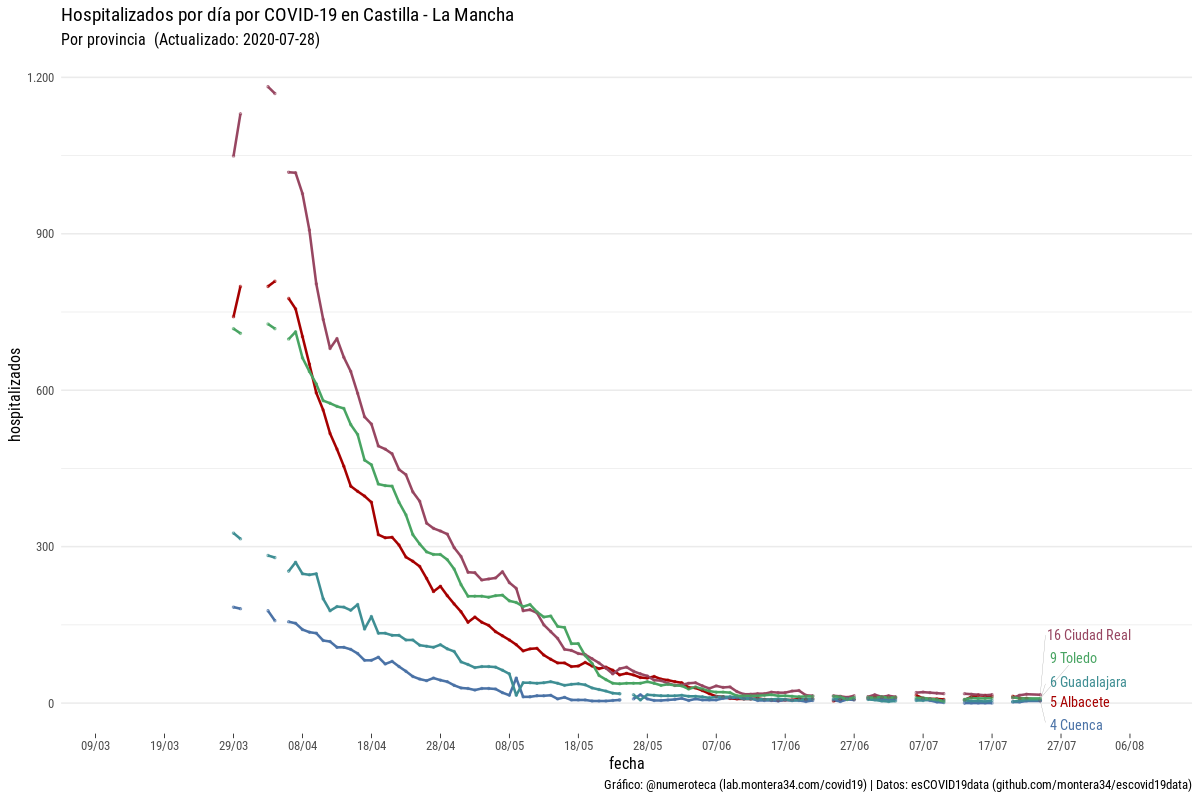 Hospitalizados por día por COVID-19 en Castilla - La Mancha
Por provincia (Actualizado: 2020-07-28)
hospitalizados
1.200
900
600
300
0
16 Ciudad Real
9 Toledo
6 Guadalajara
5 Albacete
4 Cuenca
09/03 19/03 29/03 08/04 18/04 28/04 08/05 18/05 28/05 07/06 17/06 27/06 07/07 17/07 27/07 06/08
fecha
Gráfico: @numeroteca (lab.montera34.com/covid19) | Datos: esCOVID19data (github.com/montera34/escovid19data)